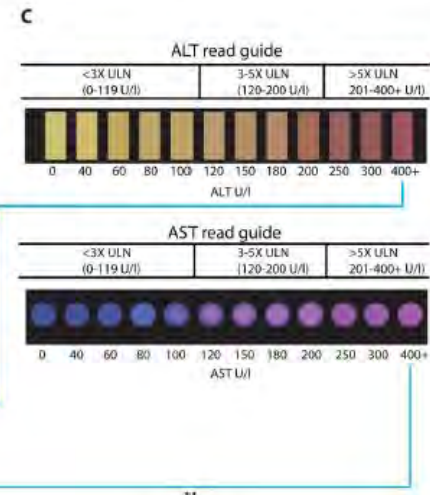 C
ALT read guide
<3X ULN 3-5X ULN >5X ULN
(0-119 U/l) (120-200 U/l) 201-400+ U/l)
0 40 60 80 100 120 150 180 200 250 300 400+
ALT U/l
AST read guide
<3X ULN 3-5X ULN >5X ULN
(0-119 U/l) (120-200 U/l) 201-400+ U/l)
0 40 60 80 100 120 150 180 200 250 300 400+
AST U/l